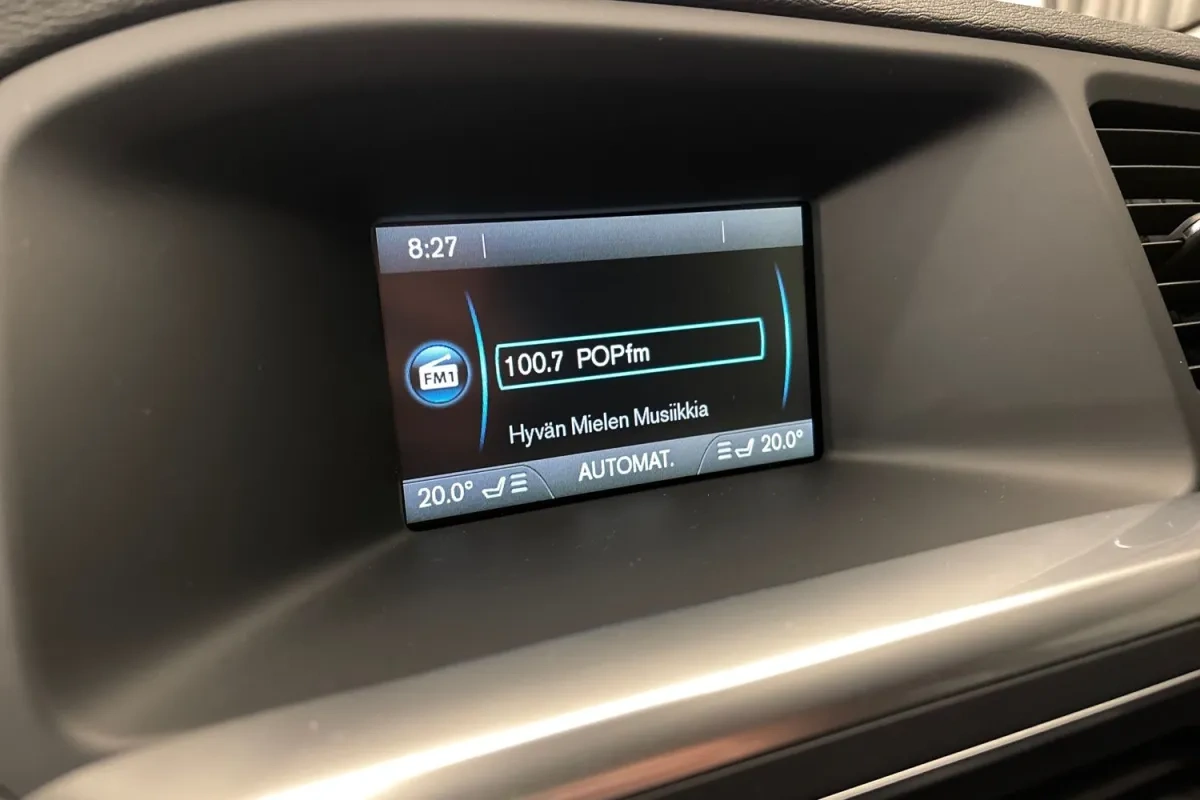 8:27
FM1
100.7 POPfm
Hyvän Mielen Musiikkia
20.0° AUTOMAT. 20.0°